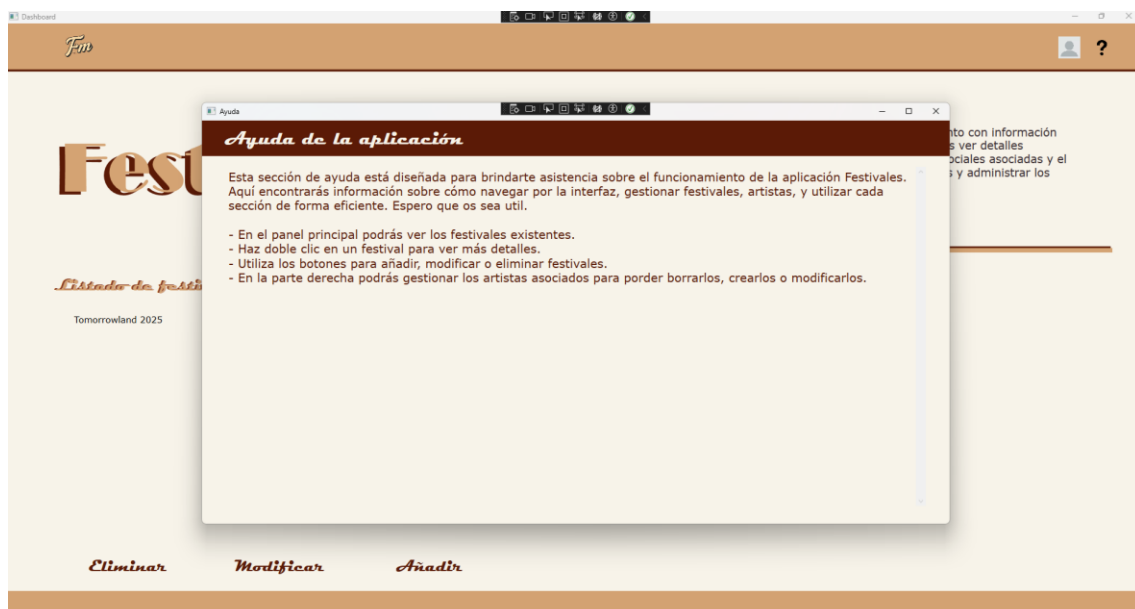 Dashboard
Fm
?
Ayuda
Ayuda de la aplicación
Esta sección de ayuda está diseñada para brindarte asistencia sobre el funcionamiento de la aplicación Festivales.
Aquí encontrarás información sobre cómo navegar por la interfaz, gestionar festivales, artistas, y utilizar cada
sección de forma eficiente. Espero que os sea util.
- En el panel principal podrás ver los festivales existentes.
- Haz doble clic en un festival para ver más detalles.
- Utiliza los botones para añadir, modificar o eliminar festivales.
- En la parte derecha podrás gestionar los artistas asociados para porder borrarlos, crearlos o modificarlos.
con información
ver detalles
asociadas y el
y administrar los
Fest
Listado de festi
Tomorrowland 2025
Eliminar
Modificar
Añadir